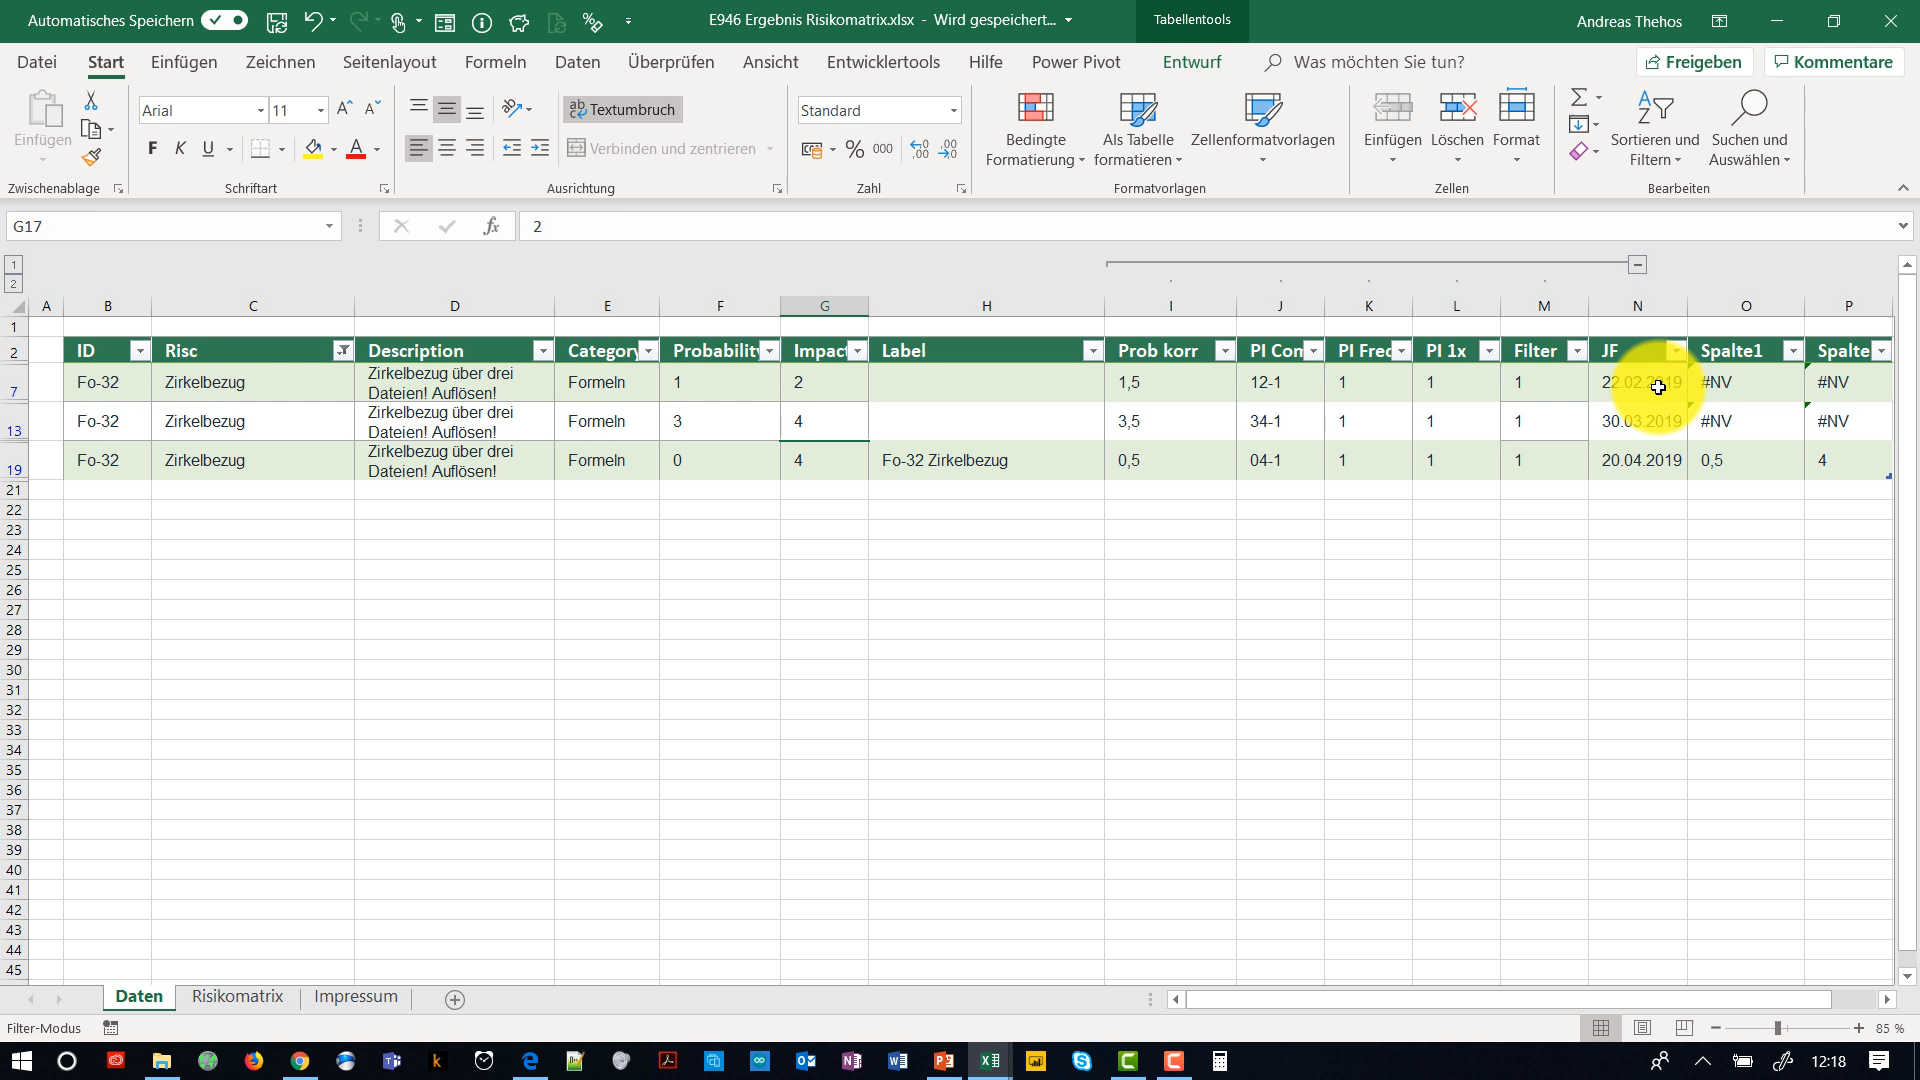 Automatisches Speichern
E946 Ergebnis Risikomatrix.xlsx - Wird gespeichert...
Tabellentools
Andreas Thehos
Datei Start Einfügen Zeichnen Seitenlayout Formeln Daten Überprüfen Ansicht Entwicklertools Hilfe Power Pivot Entwurf Was möchten Sie tun? Freigeben Kommentare
Einfügen
Zwischenablage
Arial 11
F K U
Schriftart
Textumbruch
Verbinden und zentrieren
Ausrichtung
Standard
% 000
Zahl
Bedingte Formatierung
Als Tabelle formatieren
Zellenformatvorlagen
Formatvorlagen
Einfügen Löschen Format
Zellen
Sortieren und Filtern
Suchen und Auswählen
Bearbeiten
G17 fx 2
1
2
A B C D E F G H I J K L M N O P
1
2 ID Risc Description Category Probability Impact Label Prob korr PI Com PI Freq PI 1x Filter JF Spalte1 Spalte
7 Fo-32 Zirkelbezug Zirkelbezug über drei Dateien! Auflösen! Formeln 1 2 1,5 12-1 1 1 1 22.02.2019 #NV #NV
13 Fo-32 Zirkelbezug Zirkelbezug über drei Dateien! Auflösen! Formeln 3 4 3,5 34-1 1 1 1 30.03.2019 #NV #NV
19 Fo-32 Zirkelbezug Zirkelbezug über drei Dateien! Auflösen! Formeln 0 4 Fo-32 Zirkelbezug 0,5 04-1 1 1 1 20.04.2019 0,5 4
21
22
23
24
25
26
27
28
29
30
31
32
33
34
35
36
37
38
39
40
41
42
43
44
45
Daten Risikomatrix Impressum
Filter-Modus
85 %
12:18